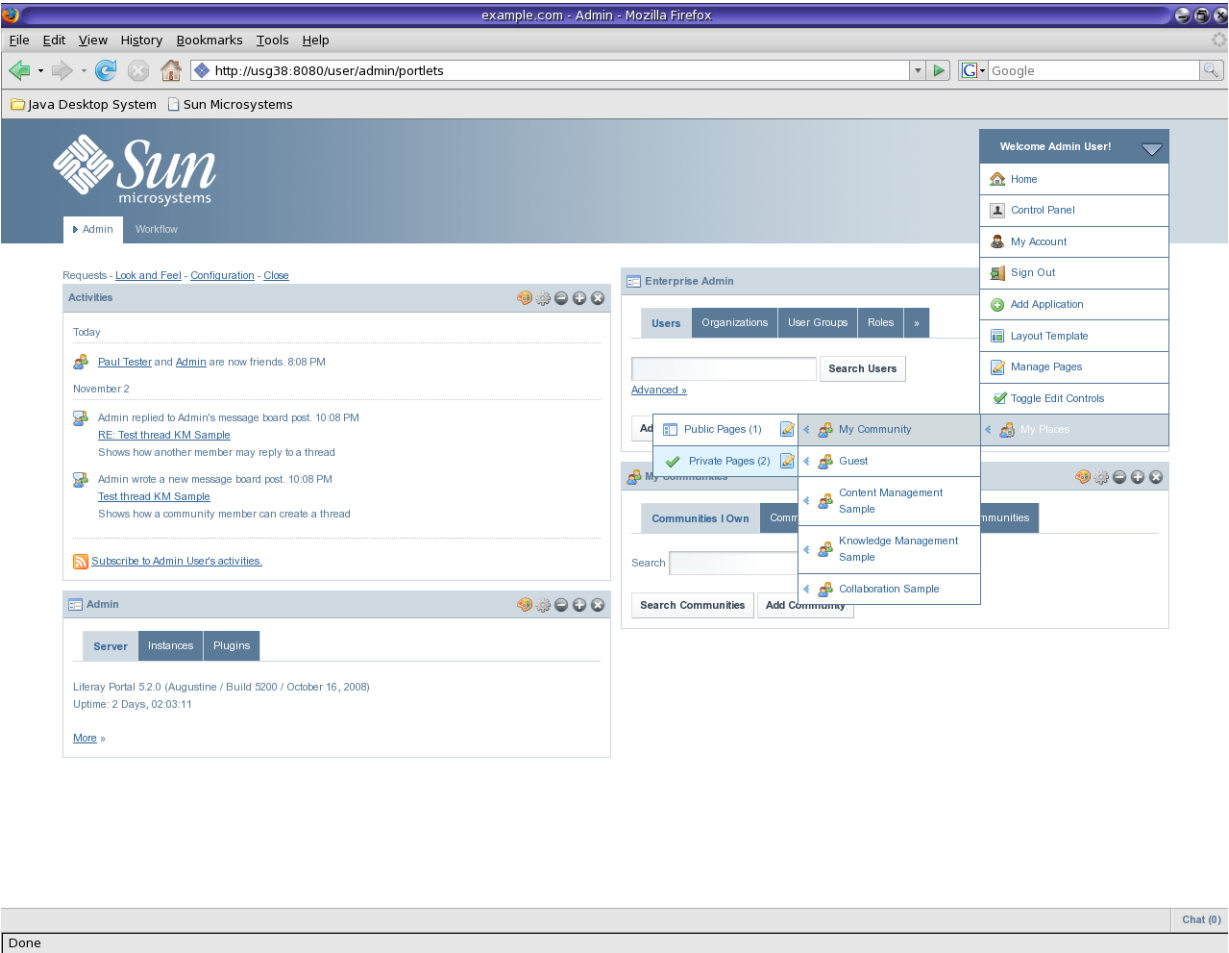 example.com - Admin - Mozilla Firefox
File Edit View History Bookmarks Tools Help
http://usg38:8080/user/admin/portlets
Google
Java Desktop System
Sun Microsystems
Sun
microsystems
Admin
Workflow
Welcome Admin User!
Home
Control Panel
My Account
Sign Out
Add Application
Layout Template
Manage Pages
Toggle Edit Controls
My Places
My Community
Guest
Content Management
Sample
Knowledge Management
Sample
Collaboration Sample
Public Pages (1)
Private Pages (2)
Requests - Look and Feel - Configuration - Close
Activities
Today
Paul Tester and Admin are now friends. 8:08 PM
November 2
Admin replied to Admin's message board post. 10:08 PM
RE: Test thread KM Sample
Shows how another member may reply to a thread
Admin wrote a new message board post. 10:08 PM
Test thread KM Sample
Shows how a community member can create a thread
Subscribe to Admin User's activities.
Admin
Server Instances Plugins
Liferay Portal 5.2.0 (Augustine / Build 5200 / October 16, 2008)
Uptime: 2 Days, 02:03:11
More »
Enterprise Admin
Users Organizations User Groups Roles »
Search Users
Advanced »
Ad
My Communities
Communities I Own Comm munities
Search
Search Communities Add Community
Chat (0)
Done